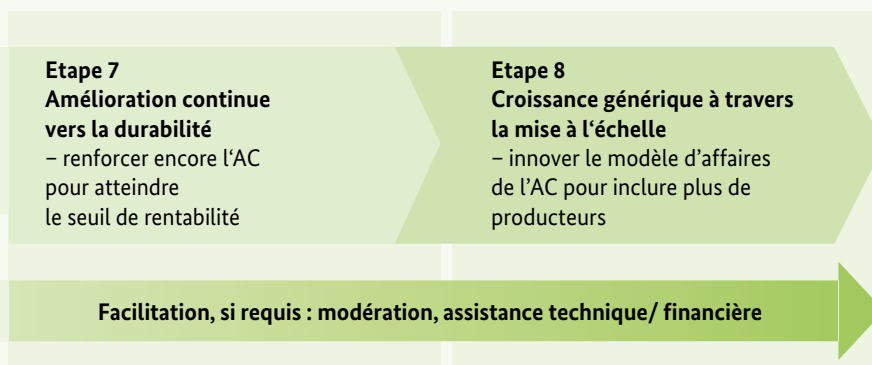 Etape 7
Amélioration continue
vers la durabilité
– renforcer encore l‘AC
pour atteindre
le seuil de rentabilité
Etape 8
Croissance générique à travers
la mise à l‘échelle
– innover le modèle d’affaires
de l’AC pour inclure plus de
producteurs
Facilitation, si requis : modération, assistance technique/ financière